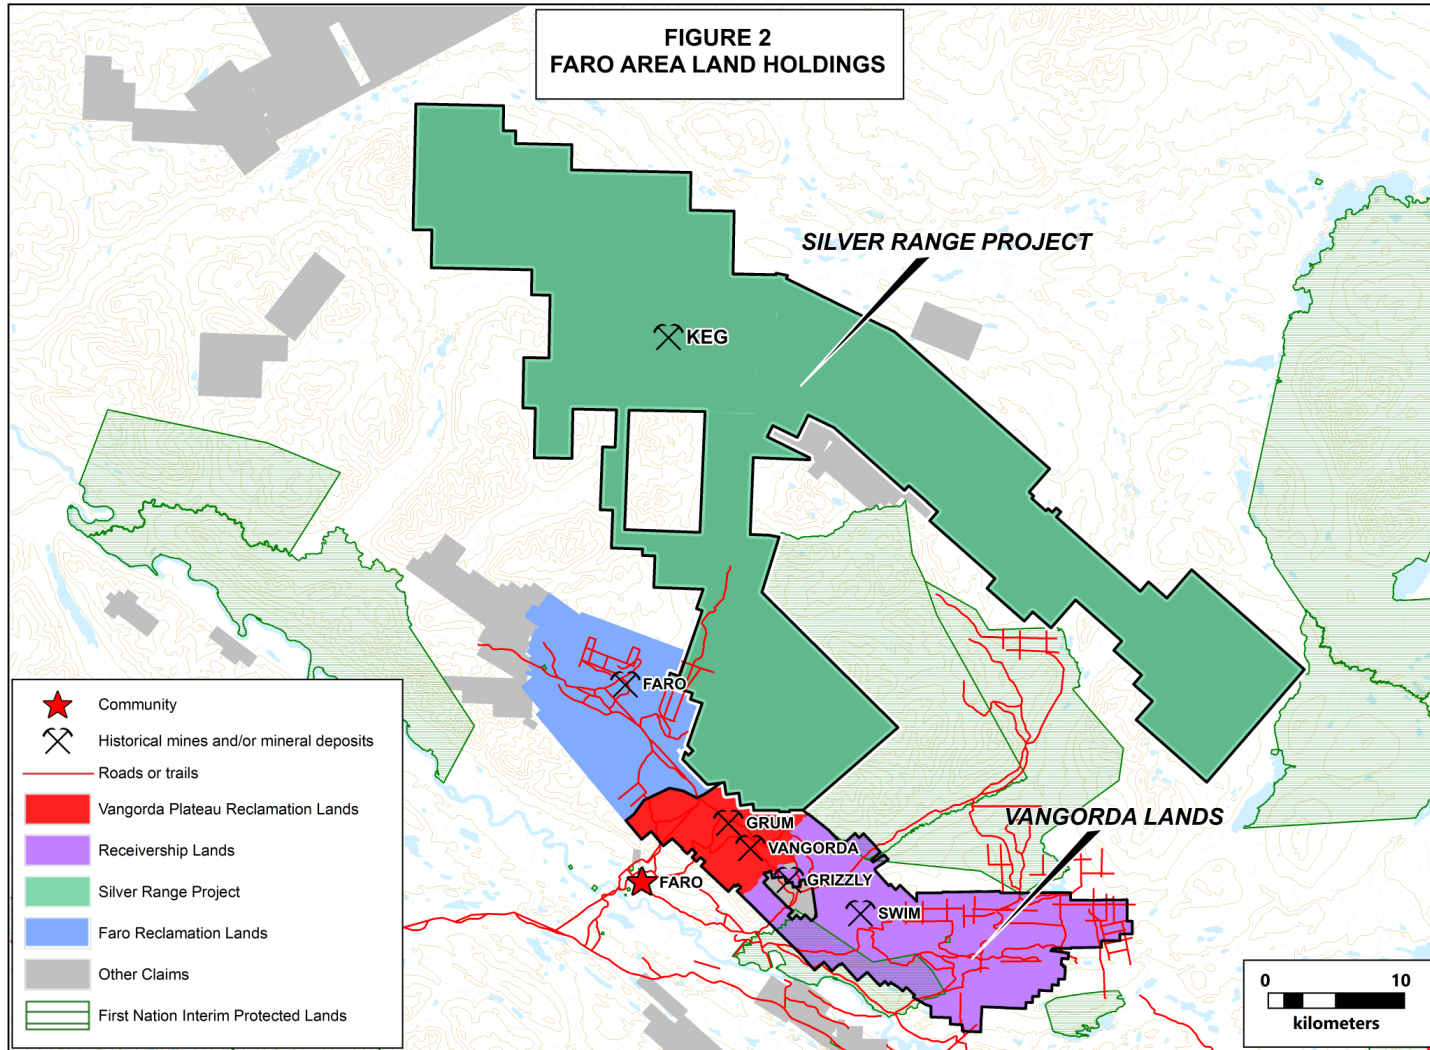 FIGURE 2
FARO AREA LAND HOLDINGS
SILVER RANGE PROJECT
KEG
FARO
GRUM
VANGORDA
VANGORDA LANDS
GRIZZLY
FARO
SWIM
Community
Historical mines and/or mineral deposits
Roads or trails
Vangorda Plateau Reclamation Lands
Receivership Lands
Silver Range Project
Faro Reclamation Lands
Other Claims
First Nation Interim Protected Lands
0 10
kilometers